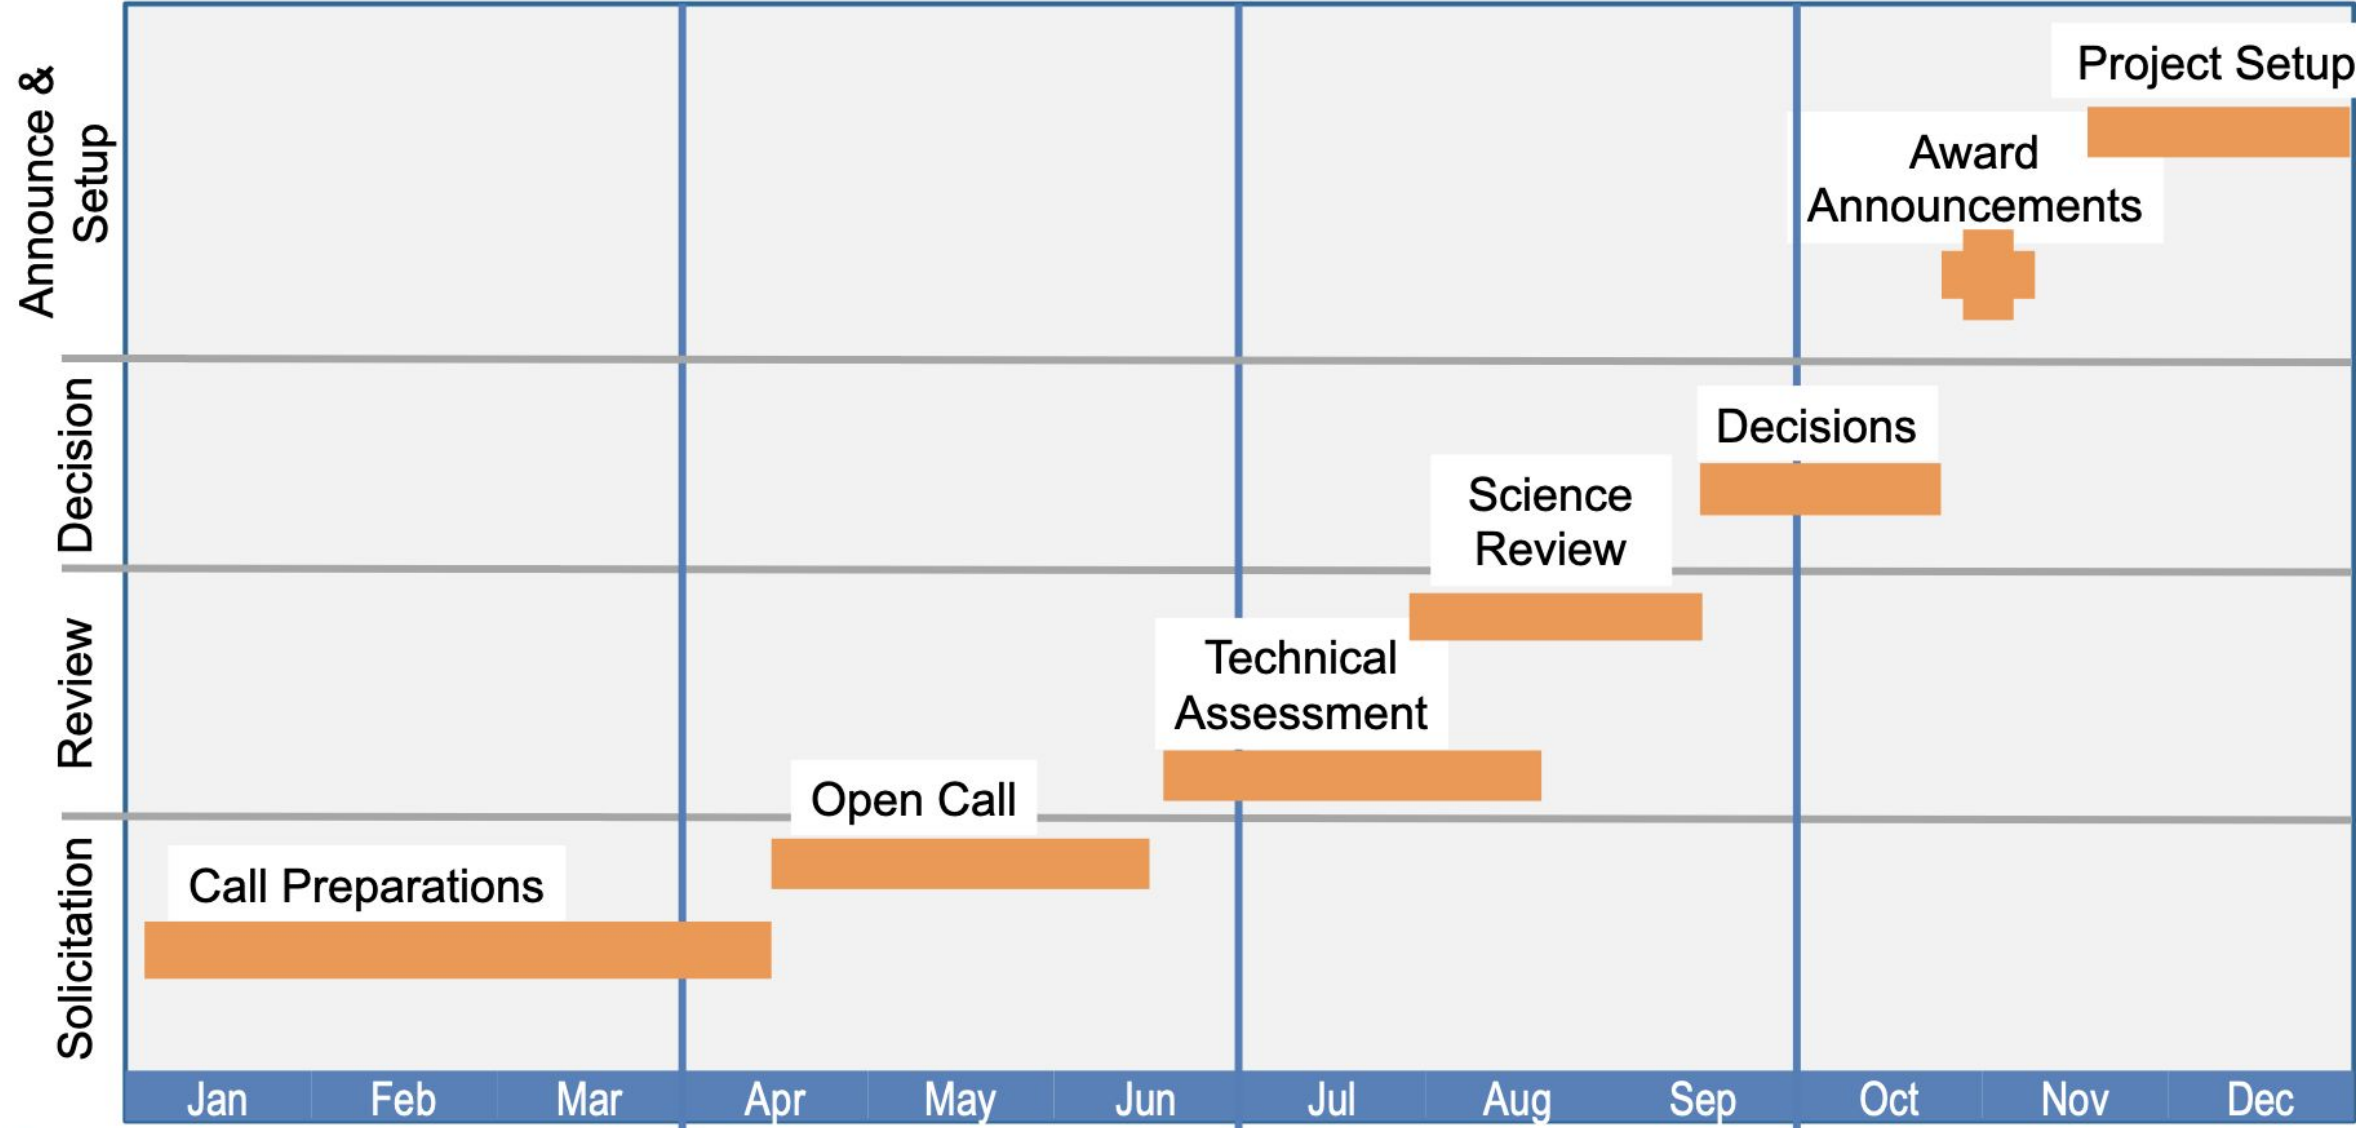 Announce &
Setup
Project Setup
Award
Announcements
Decision
Decisions
Science
Review
Review
Technical
Assessment
Solicitation
Open Call
Call Preparations
Jan Feb Mar Apr May Jun Jul Aug Sep Oct Nov Dec